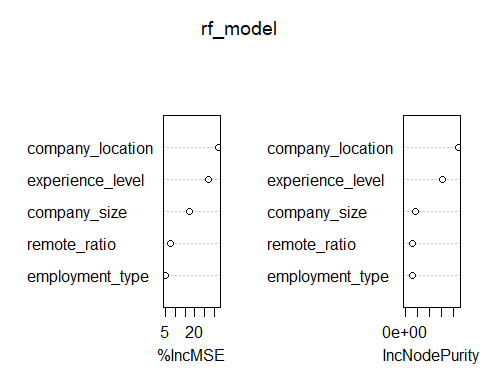 rf_model
company_location
experience_level
company_size
remote_ratio
employment_type
5 20
%IncMSE
company_location
experience_level
company_size
remote_ratio
employment_type
0e+00
IncNodePurity